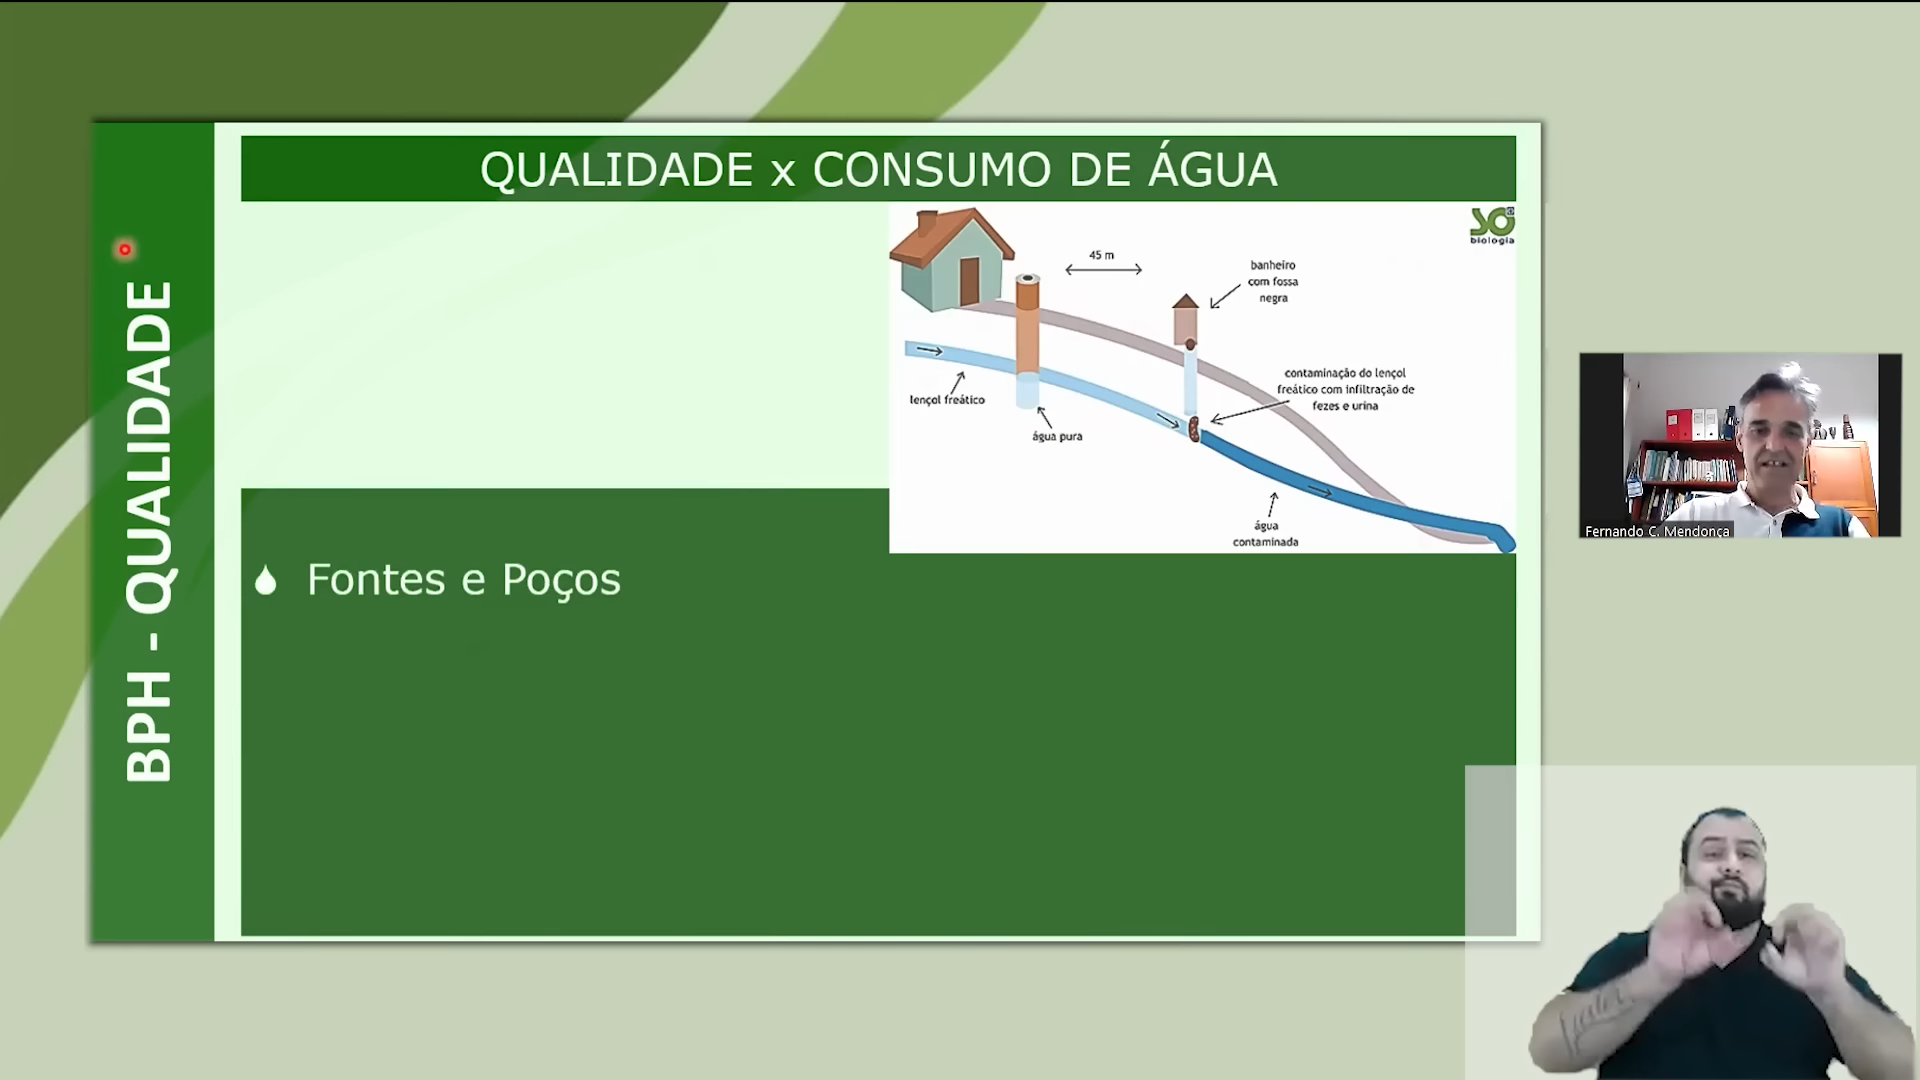 QUALIDADE x CONSUMO DE ÁGUA
BPH - QUALIDADE
SÓ
biologia
45 m
banheiro
com fossa
negra
contaminação do lençol
freático com infiltração de
fezes e urina
lençol freático
água pura
água
contaminada
Fontes e Poços
Fernando C. Mendonça